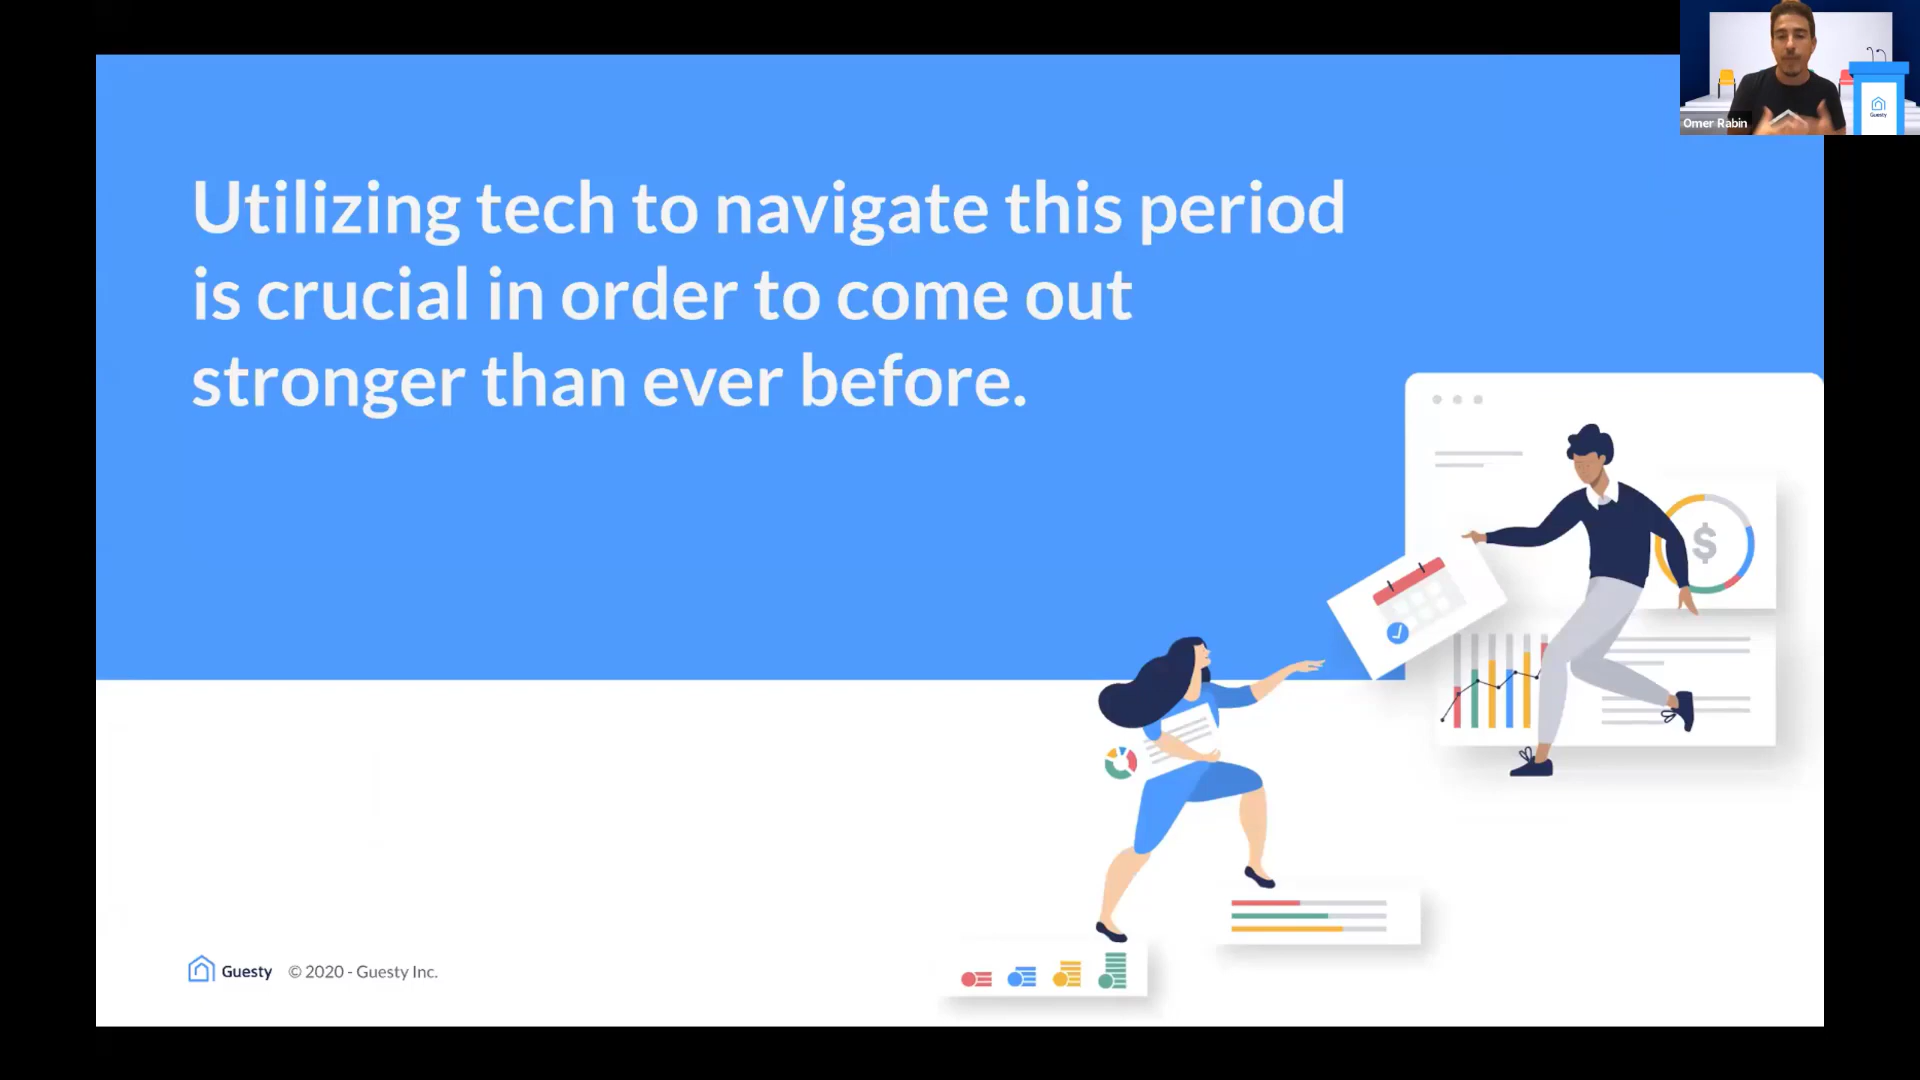 Omer Rabin
Guesty
Utilizing tech to navigate this period
is crucial in order to come out
stronger than ever before.
$
Guesty © 2020 - Guesty Inc.